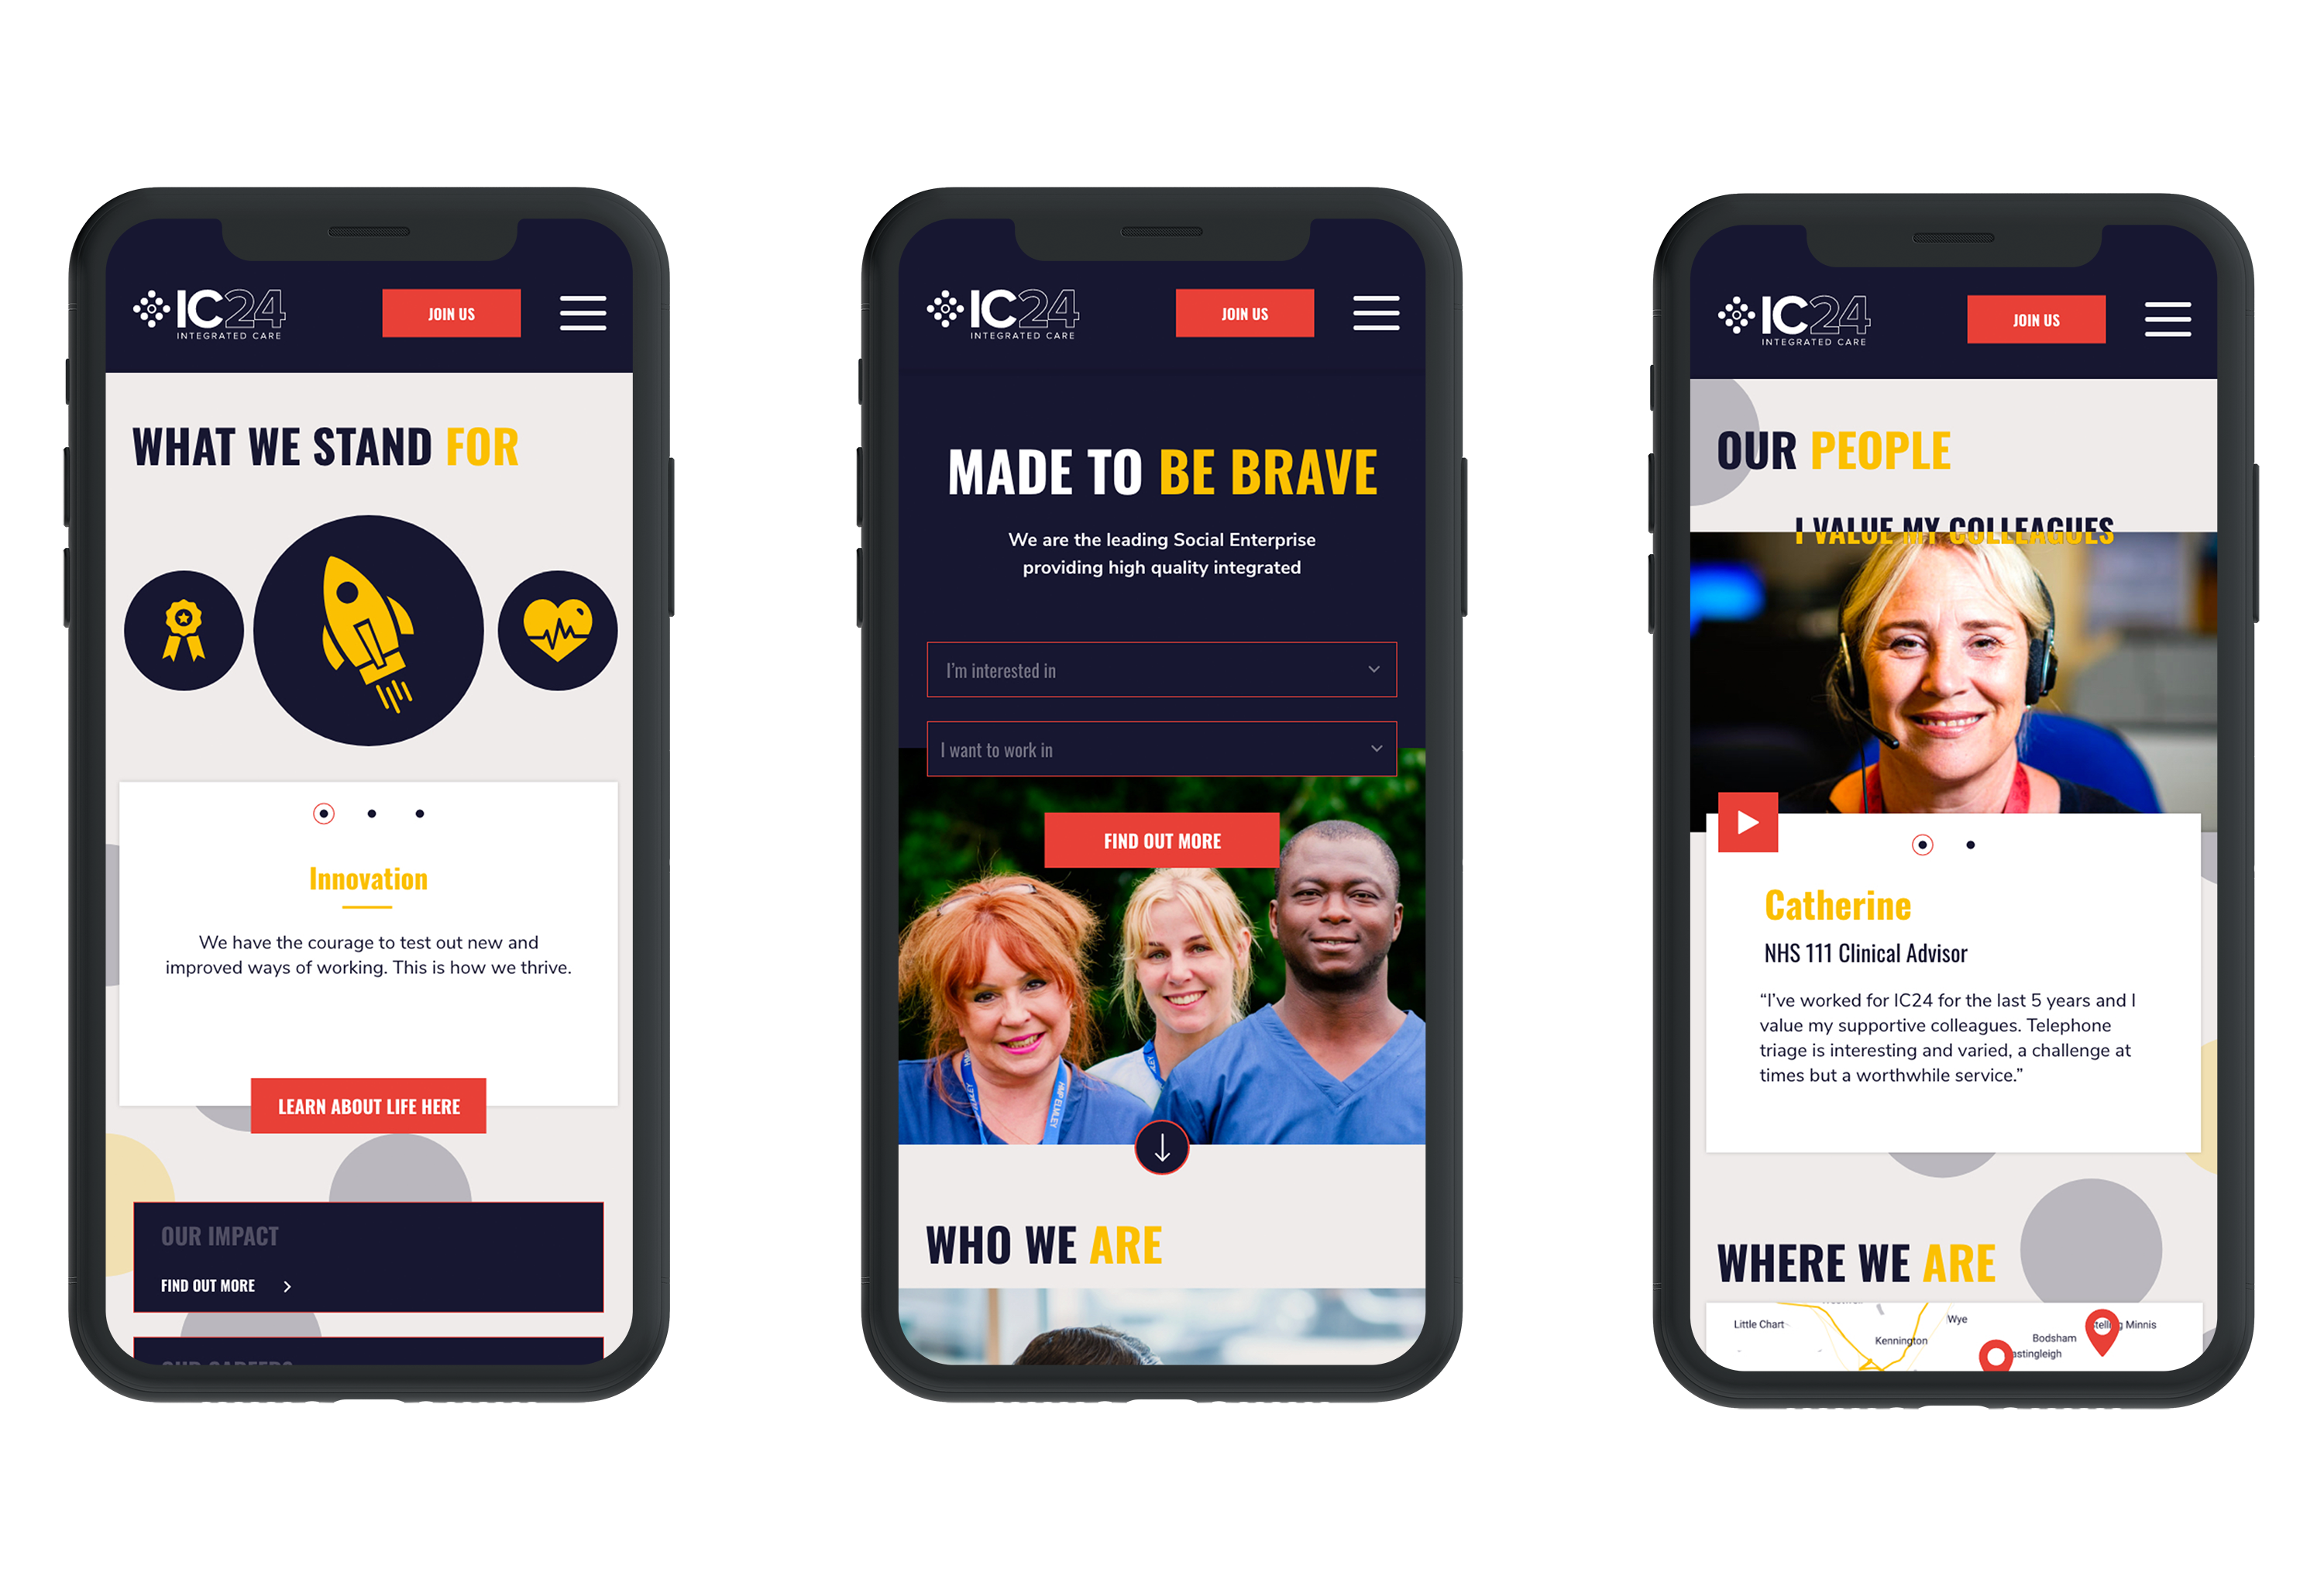 IC24
INTEGRATED CARE
JOIN US
WHAT WE STAND FOR
Innovation
We have the courage to test out new and
improved ways of working. This is how we thrive.
LEARN ABOUT LIFE HERE
OUR IMPACT
FIND OUT MORE
OUR CAREERS
IC24
INTEGRATED CARE
JOIN US
MADE TO BE BRAVE
We are the leading Social Enterprise
providing high quality integrated
I'm interested in
I want to work in
FIND OUT MORE
HMP ELMLEY
WHO WE ARE
IC24
INTEGRATED CARE
JOIN US
OUR PEOPLE
I VALUE MY COLLEAGUES
Catherine
NHS 111 Clinical Advisor
“I've worked for IC24 for the last 5 years and I
value my supportive colleagues. Telephone
triage is interesting and varied, a challenge at
times but a worthwhile service.”
WHERE WE ARE
Little Chart
Wye
Kennington
Bodsham
Stelling Minnis
astingleigh